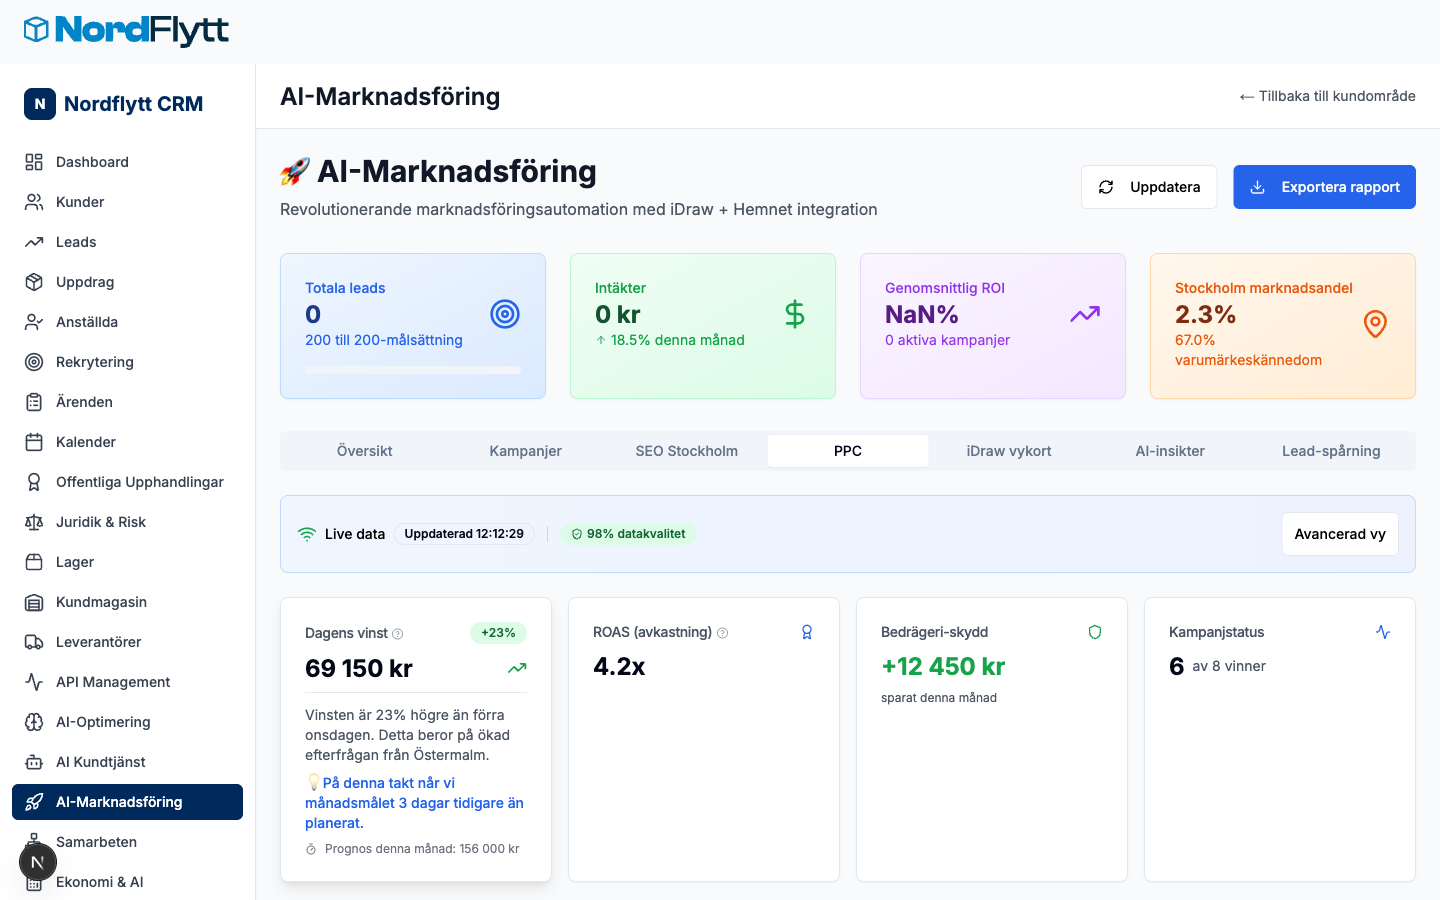 NordFlytt
N Nordflytt CRM
Dashboard
Kunder
Leads
Uppdrag
Anställda
Rekrytering
Ärenden
Kalender
Offentliga Upphandlingar
Juridik & Risk
Lager
Kundmagasin
Leverantörer
API Management
AI-Optimering
AI Kundtjänst
AI-Marknadsföring
Samarbeten
N
Ekonomi & AI
AI-Marknadsföring
← Tillbaka till kundområde
🚀 AI-Marknadsföring
Revolutionerande marknadsföringsautomation med iDraw + Hemnet integration
Uppdatera
Exportera rapport
Totala leads
0
200 till 200-målsättning
Intäkter
0 kr
↑ 18.5% denna månad
Genomsnittlig ROI
NaN%
0 aktiva kampanjer
Stockholm marknadsandel
2.3%
67.0%
varumärkeskännedom
Översikt
Kampanjer
SEO Stockholm
PPC
iDraw vykort
AI-insikter
Lead-spårning
Live data
Uppdaterad 12:12:29
98% datakvalitet
Avancerad vy
Dagens vinst
+23%
69 150 kr
Vinsten är 23% högre än förra
onsdagen. Detta beror på ökad
efterfrågan från Östermalm.
💡På denna takt når vi
månadsmålet 3 dagar tidigare än
planerat.
Prognos denna månad: 156 000 kr
ROAS (avkastning)
4.2x
Bedrägeri-skydd
+12 450 kr
sparat denna månad
Kampanjstatus
6 av 8 vinner